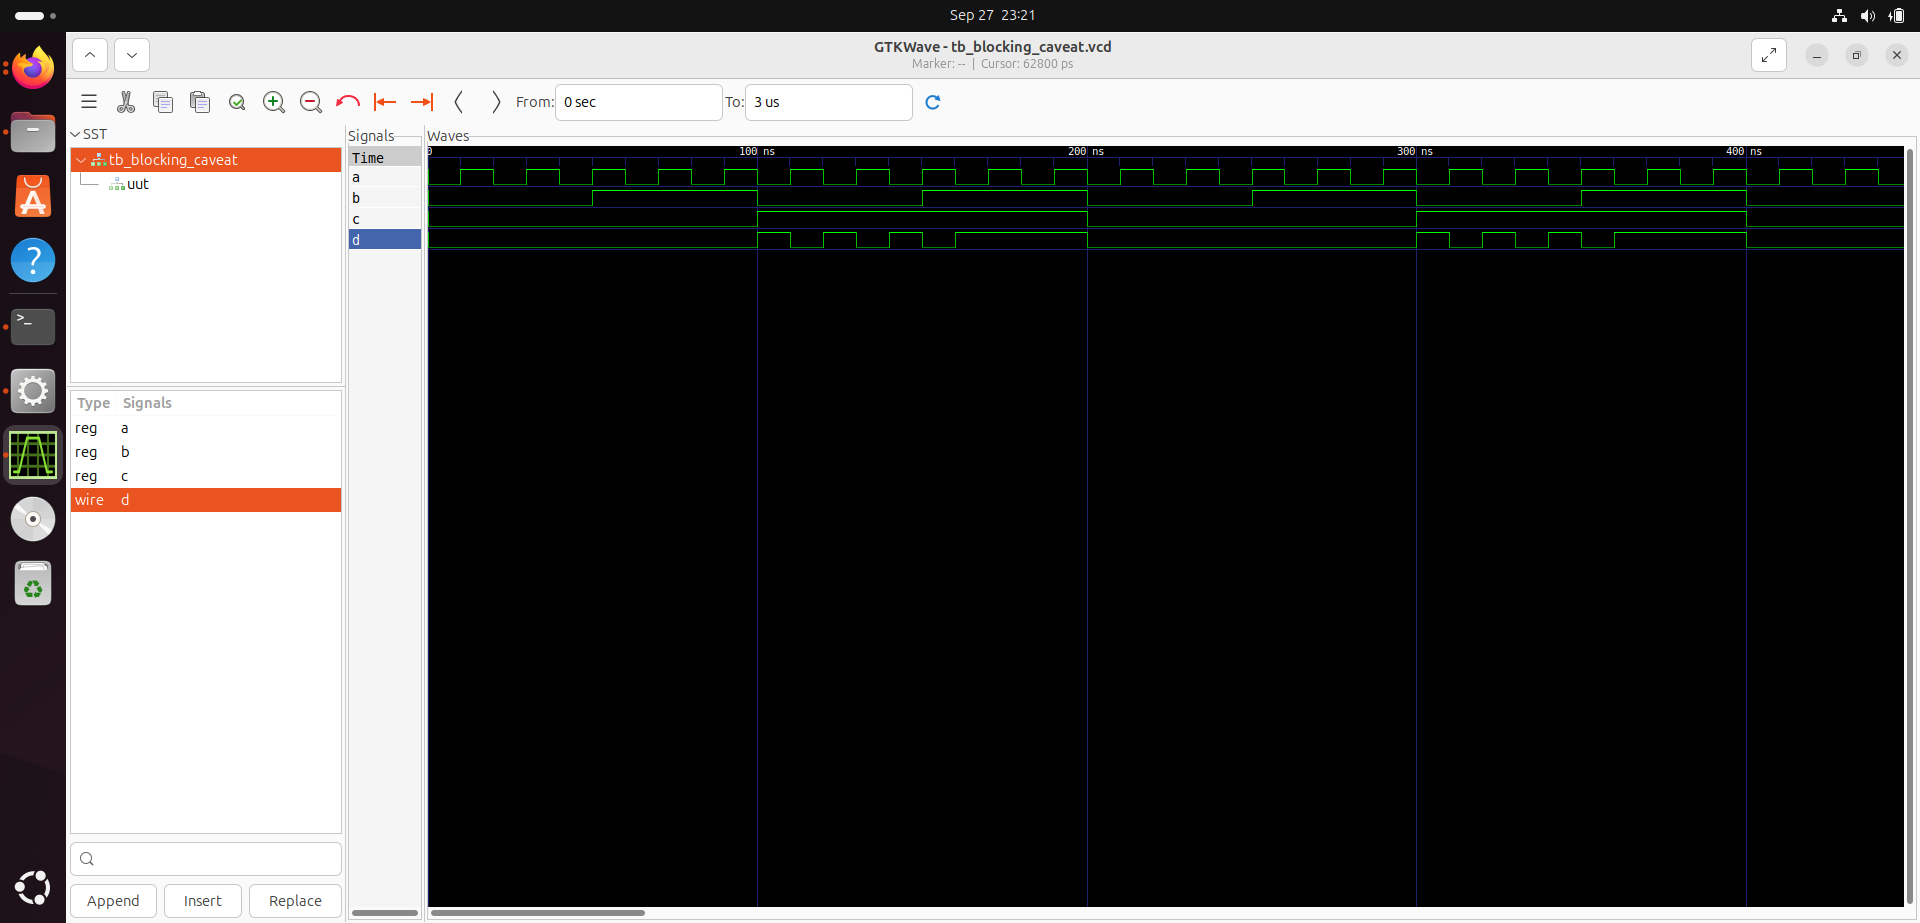 Sep 27 23:21
GTKWave - tb_blocking_caveat.vcd
Marker: -- | Cursor: 62800 ps
From: 0 sec To: 3 us
SST
tb_blocking_caveat
uut
Type Signals
reg a
reg b
reg c
wire d
Append Insert Replace
Signals
Time
a
b
c
d
Waves
0 100 ns 200 ns 300 ns 400 ns